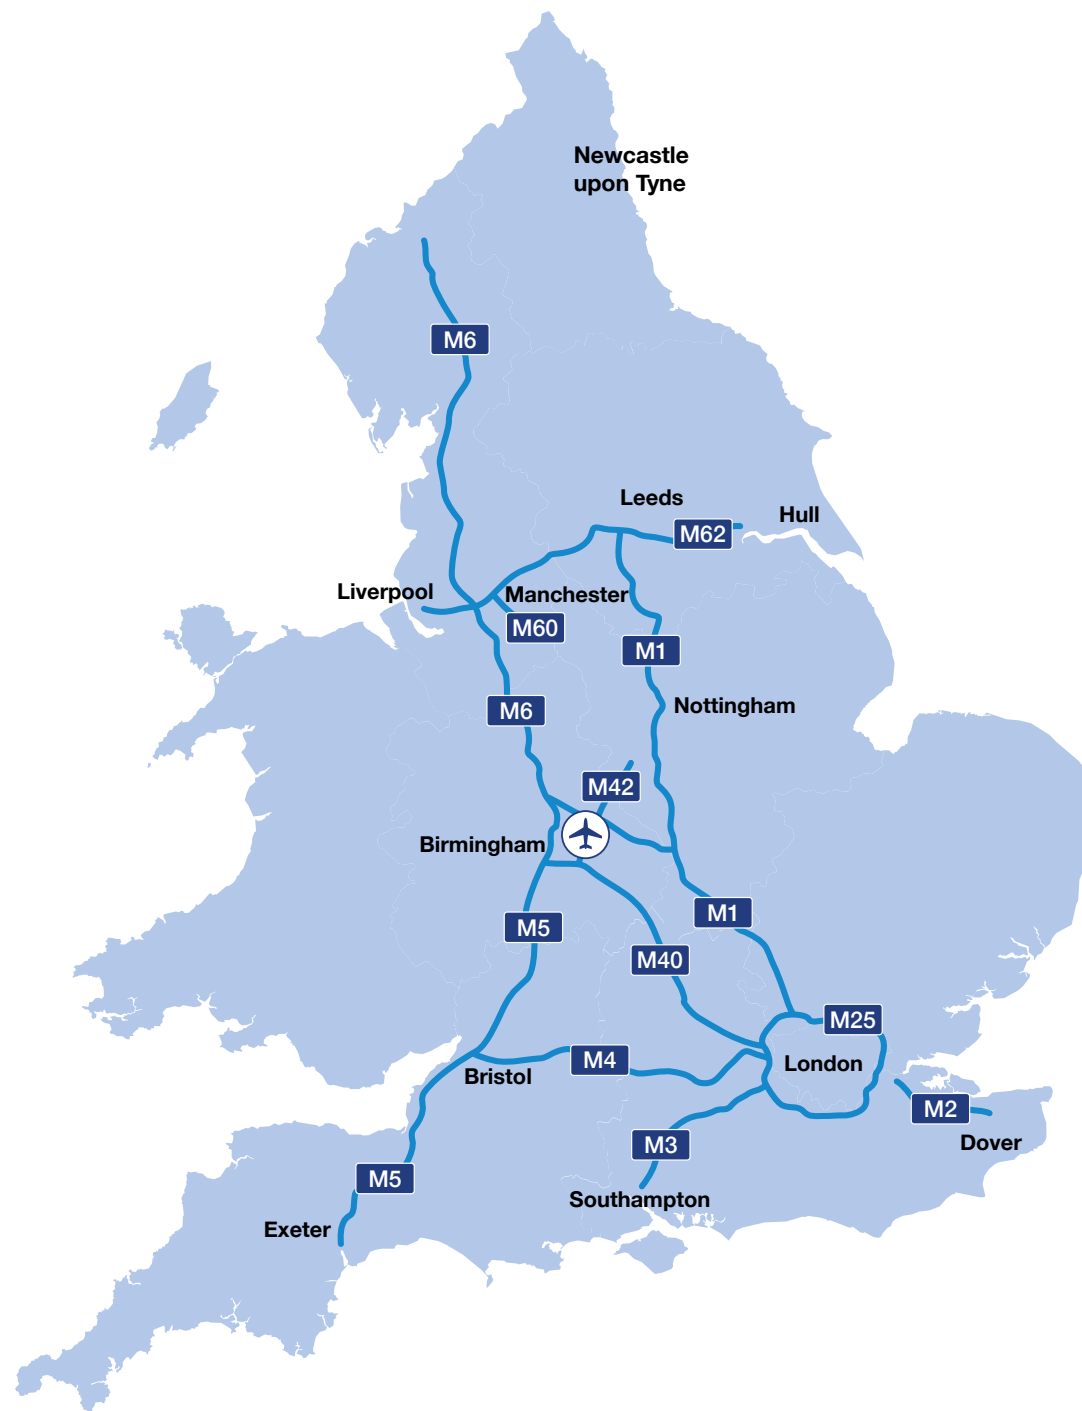 Newcastle
upon Tyne
M6
Leeds
Hull
M62
Liverpool
Manchester
M60
M1
M6
Nottingham
M42
Birmingham
M1
M5
M40
M25
M4
London
Bristol
M2
Dover
M3
M5
Southampton
Exeter